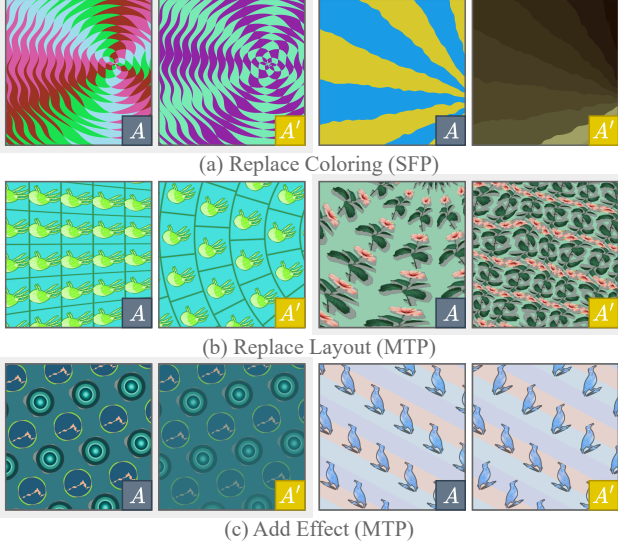 A A′ A A′
(a) Replace Coloring (SFP)
A A′ A A′
(b) Replace Layout (MTP)
A A′ A A′
(c) Add Effect (MTP)